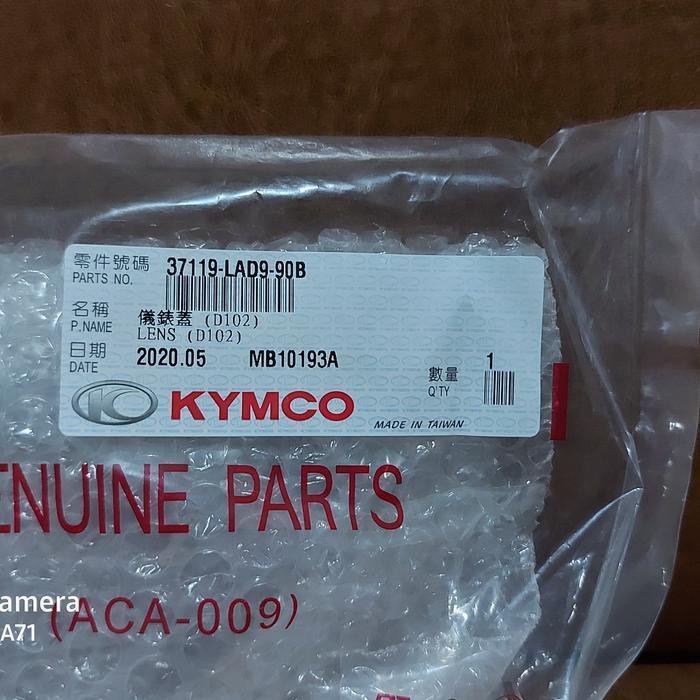 零件號碼 37119-LAD9-90B
PARTS NO.
名稱 儀錶蓋 (D102)
P.NAME LENS (D102)
日期 2020.05 MB10193A
DATE
數量 1
Q'TY
KYMCO
MADE IN TAIWAN
ENUINE PARTS
(ACA-009)
amera
A71